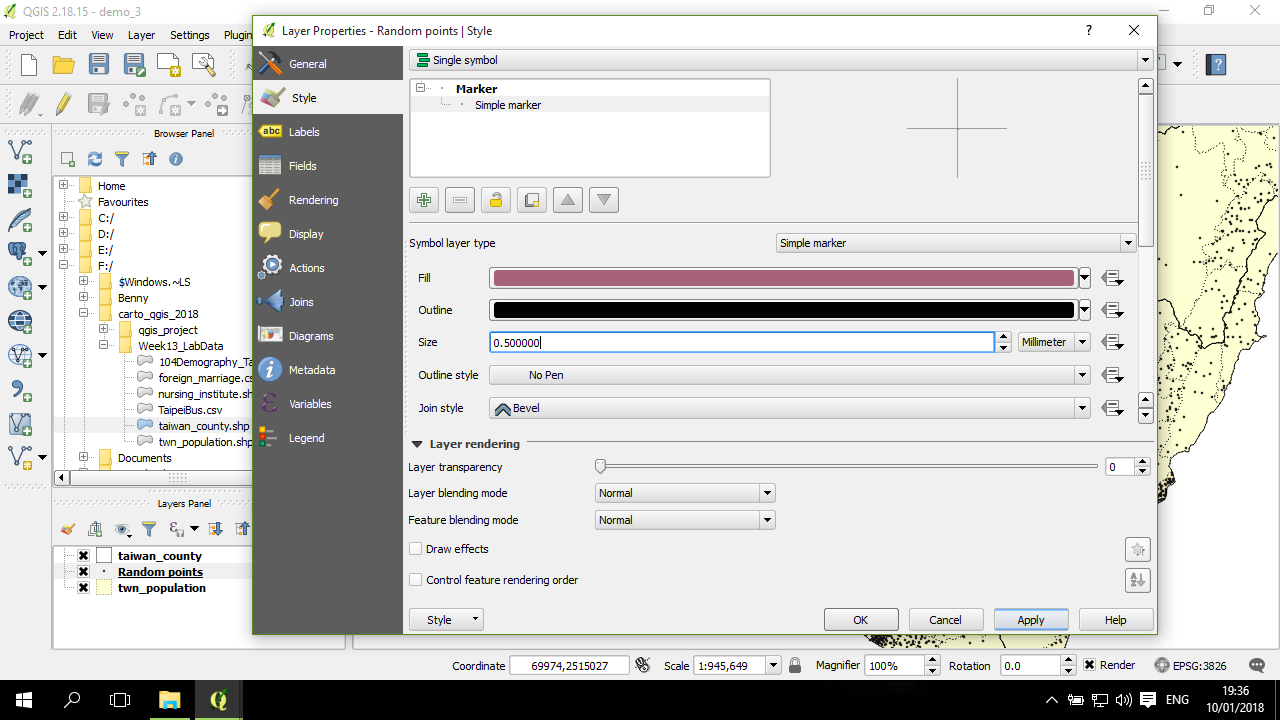 QGIS 2.18.15 - demo_3
Project Edit View Layer Settings Plugin
Layer Properties - Random points | Style
?
General
Style
abc Labels
Fields
Rendering
Display
Actions
Joins
Diagrams
Metadata
Variables
Legend
Single symbol
Marker
Simple marker
Symbol layer type Simple marker
Fill
Outline
Size 0.500000 Millimeter
Outline style No Pen
Join style Bevel
Layer rendering
Layer transparency 0
Layer blending mode Normal
Feature blending mode Normal
Draw effects
Control feature rendering order
Style OK Cancel Apply Help
Browser Panel
Home
Favourites
C:/
D:/
E:/
F:/
$Windows.~LS
Benny
carto_qgis_2018
qgis_project
Week13_LabData
104Demography_Ta
foreign_marriage.cs
nursing_institute.sh
TaipeiBus.csv
taiwan_county.shp
twn_population.shp
Documents
Layers Panel
taiwan_county
Random points
twn_population
Coordinate 69974,2515027 Scale 1:945,649 Magnifier 100% Rotation 0.0 Render EPSG:3826
ENG
19:36
10/01/2018